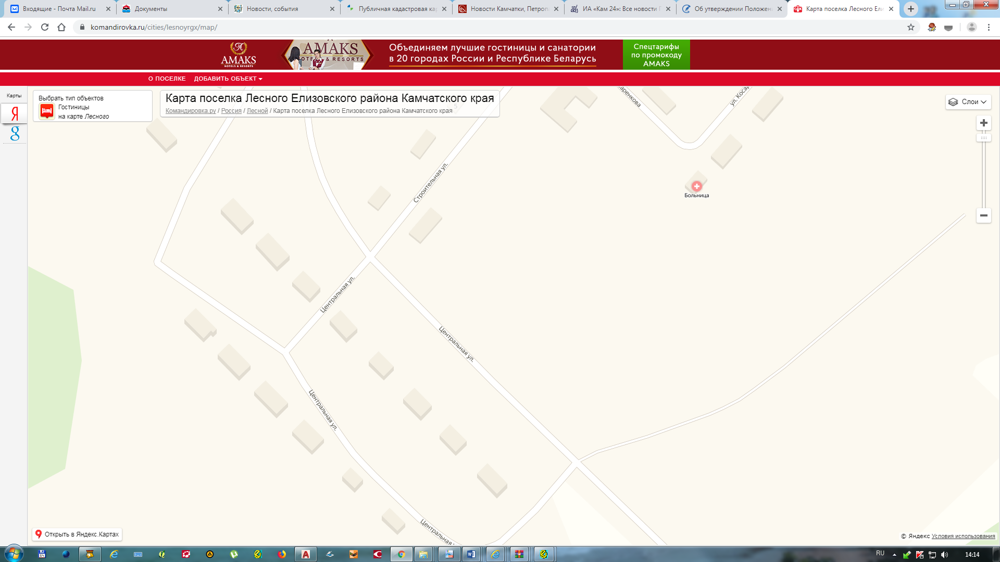 Входящие - Почта Mail.ru
Документы
Новости, события
Публичная кадастровая ка
Новости Камчатки, Петроп
ИА «Кам 24»: Все новости
Об утверждении Положен
Карта поселка Лесного Ели
komandirovka.ru/cities/lesnoyrgx/map/
AMAKS
HOTELS & RESORTS
AMAKS
HOTELS & RESORTS
Объединяем лучшие гостиницы и санатории
в 20 городах России и Республике Беларусь
Спецтарифы
по промокоду
AMAKS
О ПОСЕЛКЕ
ДОБАВИТЬ ОБЪЕКТ
Карты
Я
g
Выбрать тип объектов
Гостиницы
на карте Лесного
Карта поселка Лесного Елизовского района Камчатского края
Командировка.ру / Россия / Лесной / Карта поселка Лесного Елизовского района Камчатского края
5
Слои
аренкова
ул. Косар
Строительная ул.
Больница
Центральная ул.
Центральная ул.
Центральная ул.
Центральная у
Открыть в Яндекс.Картах
© Яндекс Условия использования
64
RU
14:14